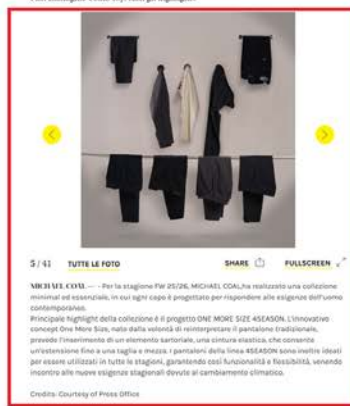 5 / 41 TUTTE LE FOTO SHARE FULLSCREEN
MICHAEL COAL — - Per la stagione FW 25/26, MICHAEL COAL,ha realizzato una collezione
minimal ed essenziale, in cui ogni capo è progettato per rispondere alle esigenze dell'uomo
contemporaneo.
Principale highlight della collezione è il progetto ONE MORE SIZE 4SEASON. L'innovativo
concept One More Size, nato dalla volontà di reinterpretare il pantalone tradizionale,
prevede l'inserimento di un elemento sartoriale, una cintura elastica, che consente
un'estensione fino a una taglia e mezza. I pantaloni della linea 4SEASON sono inoltre ideati
per essere utilizzati in tutte le stagioni, garantendo così funzionalità e flessibilità, venendo
incontro alle nuove esigenze stagionali dovute al cambiamento climatico.
Credits: Courtesy of Press Office